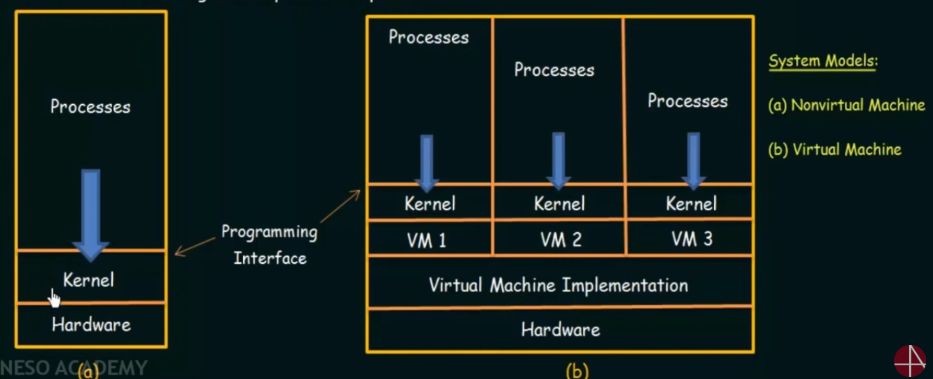 Processes
Kernel
Hardware
(a)
Programming
Interface
Processes
Processes
Processes
Kernel
Kernel
Kernel
VM 1
VM 2
VM 3
Virtual Machine Implementation
Hardware
(b)
System Models:
(a) Nonvirtual Machine
(b) Virtual Machine
NESO ACADEMY